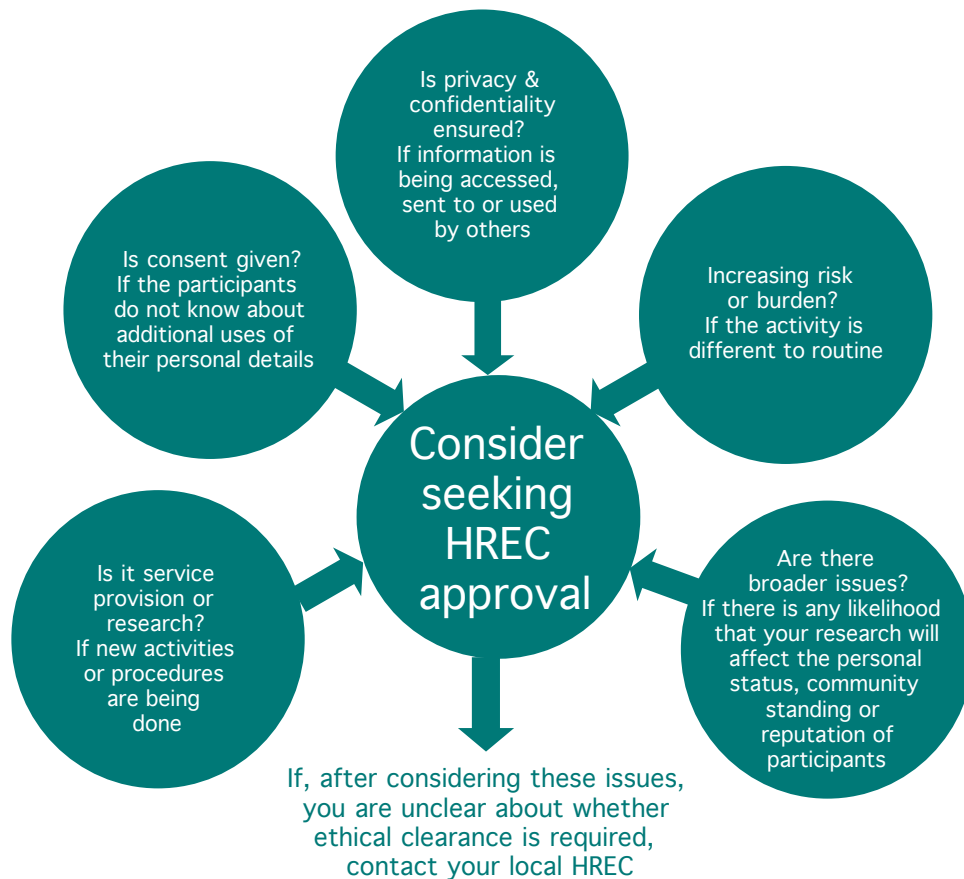 Is privacy &
confidentiality
ensured?
If information is
being accessed,
sent to or used
by others
Is consent given?
If the participants
do not know about
additional uses of
their personal details
Increasing risk
or burden?
If the activity is
different to routine
Consider
seeking
HREC
approval
Is it service
provision or
research?
If new activities
or procedures
are being
done
Are there
broader issues?
If there is any likelihood
that your research will
affect the personal
status, community
standing or
reputation of
participants
If, after considering these issues,
you are unclear about whether
ethical clearance is required,
contact your local HREC